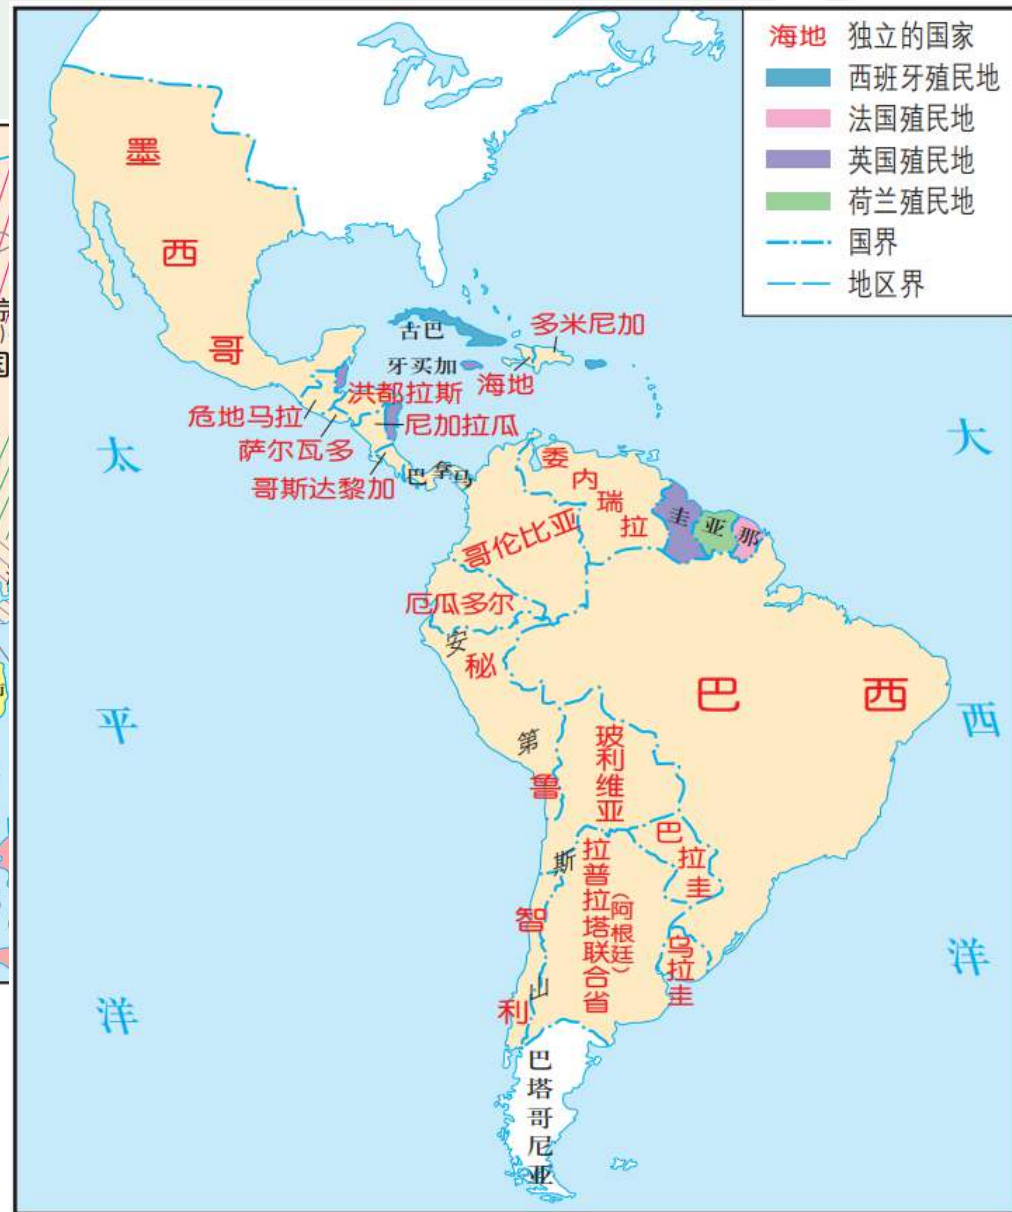 海地 独立的国家
西班牙殖民地
法国殖民地
英国殖民地
荷兰殖民地
国界
地区界
墨西哥
古巴
多米尼加
牙买加
海地
洪都拉斯
危地马拉
尼加拉瓜
萨尔瓦多
哥斯达黎加
巴拿马
太平洋
大西洋
委内瑞拉
圭亚那
哥伦比亚
厄瓜多尔
安第斯山
秘鲁
巴西
玻利维亚
巴拉圭
拉普拉塔联合省
（阿根廷）
智利
乌拉圭
巴塔哥尼亚
国